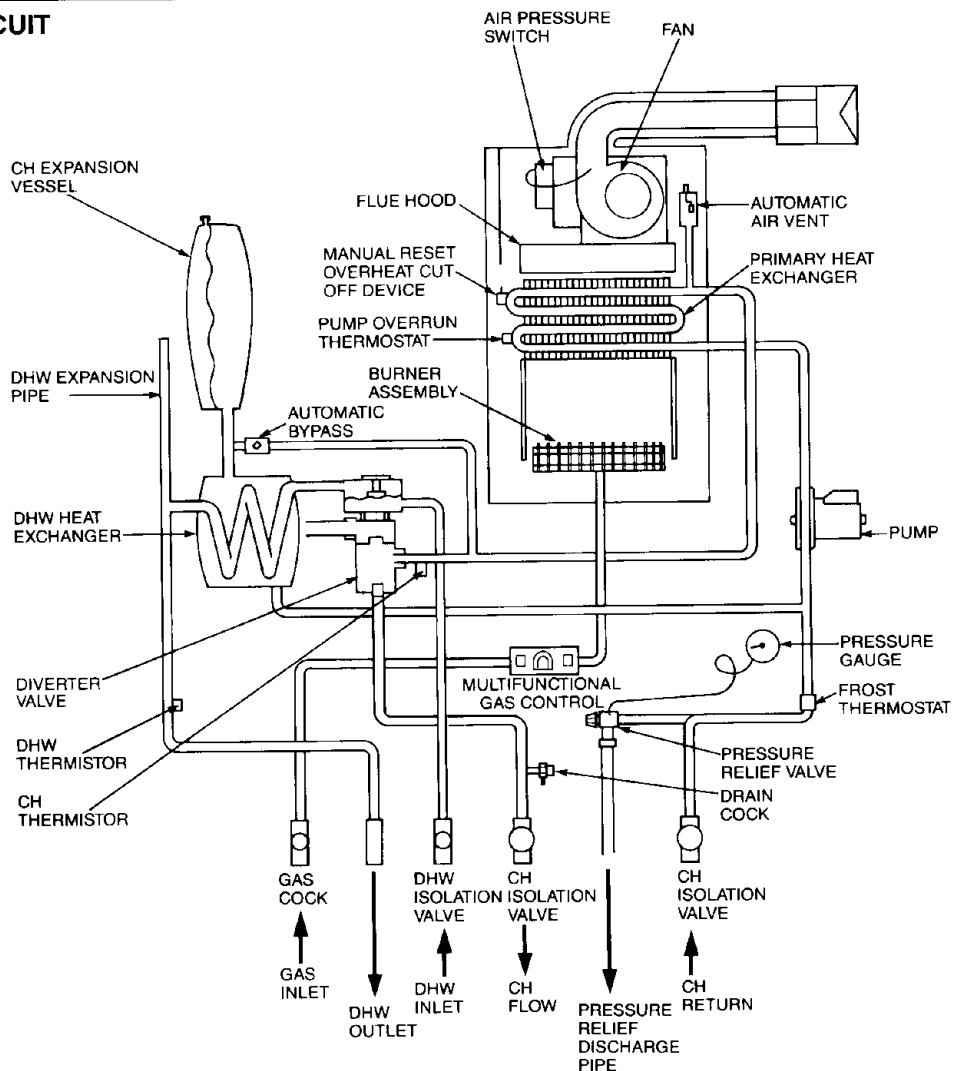 CUIT
AIR PRESSURE
SWITCH
FAN
CH EXPANSION
VESSEL
FLUE HOOD
AUTOMATIC
AIR VENT
MANUAL RESET
OVERHEAT CUT
OFF DEVICE
PRIMARY HEAT
EXCHANGER
PUMP OVERRUN
THERMOSTAT
DHW EXPANSION
PIPE
BURNER
ASSEMBLY
AUTOMATIC
BYPASS
DHW HEAT
EXCHANGER
PUMP
PRESSURE
GAUGE
MULTIFUNCTIONAL
GAS CONTROL
FROST
THERMOSTAT
DIVERTER
VALVE
DHW
THERMISTOR
PRESSURE
RELIEF VALVE
CH
THERMISTOR
DRAIN
COCK
GAS
COCK
DHW
ISOLATION
VALVE
CH
ISOLATION
VALVE
CH
ISOLATION
VALVE
GAS
INLET
DHW
OUTLET
DHW
INLET
CH
FLOW
PRESSURE
RELIEF
DISCHARGE
PIPE
CH
RETURN